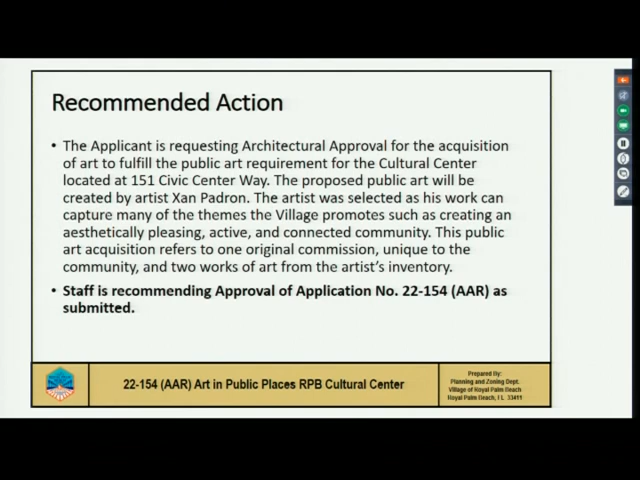 Recommended Action
• The Applicant is requesting Architectural Approval for the acquisition
of art to fulfill the public art requirement for the Cultural Center
located at 151 Civic Center Way. The proposed public art will be
created by artist Xan Padron. The artist was selected as his work can
capture many of the themes the Village promotes such as creating an
aesthetically pleasing, active, and connected community. This public
art acquisition refers to one original commission, unique to the
community, and two works of art from the artist's inventory.
• Staff is recommending Approval of Application No. 22-154 (AAR) as
submitted.
22-154 (AAR) Art in Public Places RPB Cultural Center
Prepared By:
Planning and Zoning Dept.
Village of Royal Palm Beach
Royal Palm Beach, FL 33411